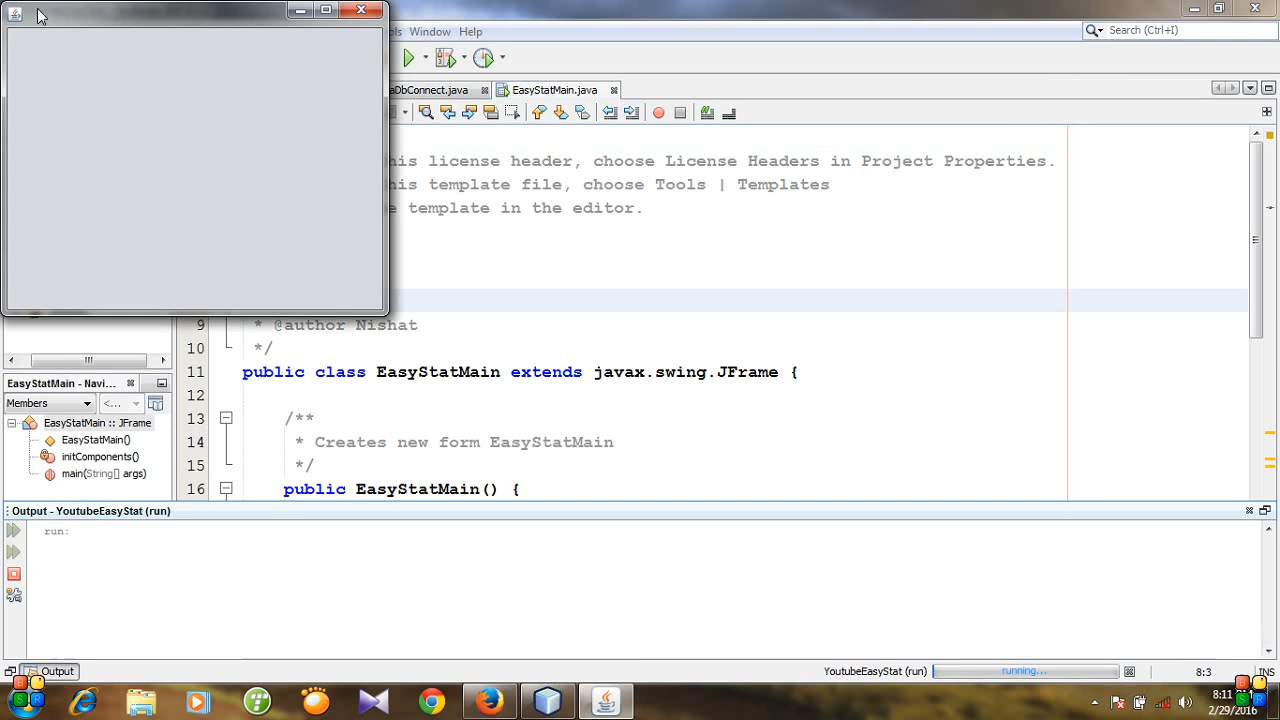 ls Window Help
Search (Ctrl+I)
aDbConnect.java
EasyStatMain.java
his license header, choose License Headers in Project Properties.
his template file, choose Tools | Templates
e template in the editor.
9 * @author Nishat
10 */
11 public class EasyStatMain extends javax.swing.JFrame {
12
13 /**
14 * Creates new form EasyStatMain
15 */
16 public EasyStatMain() {
EasyStatMain - Navi...
Members
<...
EasyStatMain :: JFrame
EasyStatMain()
initComponents()
main(String[] args)
Output - YoutubeEasyStat (run)
run:
Output
YoutubeEasyStat (run)
running...
8:3
INS
8:11
2/29/2016